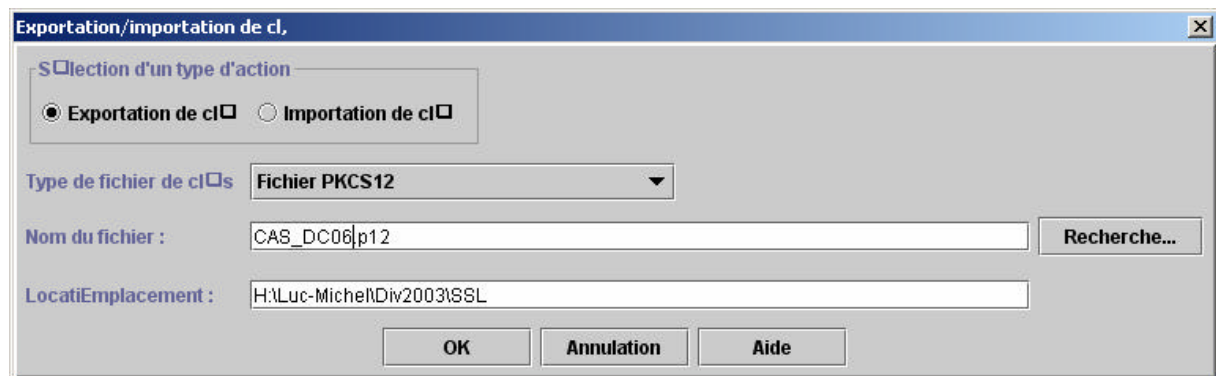 Exportation/importation de cl,
S□lection d'un type d'action
Exportation de cl□ Importation de cl□
Type de fichier de cl□s Fichier PKCS12
Nom du fichier : CAS_DC06.p12 Recherche...
LocatiEmplacement : H:\Luc-Michel\Div2003\SSL
OK Annulation Aide